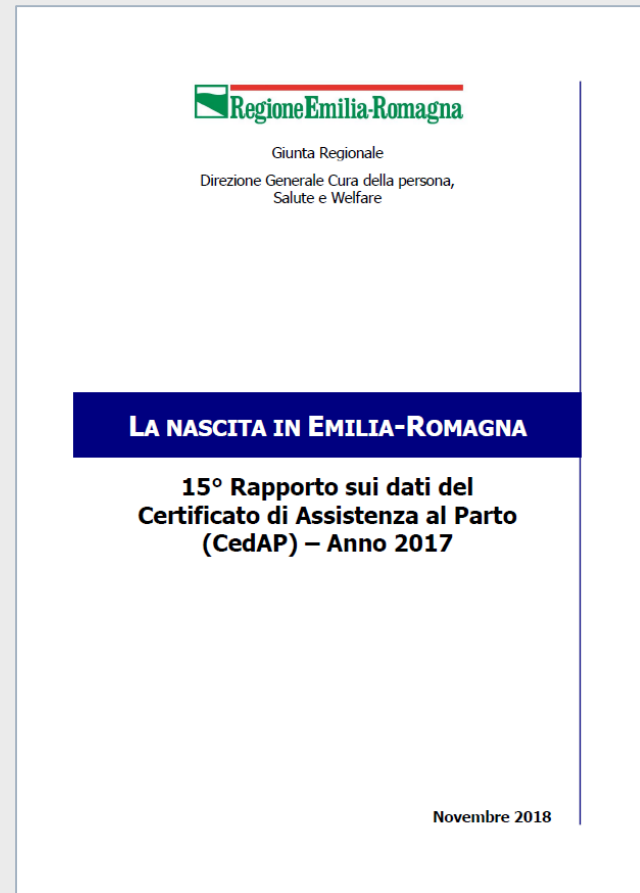 RegioneEmilia-Romagna
Giunta Regionale
Direzione Generale Cura della persona,
Salute e Welfare
LA NASCITA IN EMILIA-ROMAGNA
15° Rapporto sui dati del
Certificato di Assistenza al Parto
(CedAP) – Anno 2017
Novembre 2018